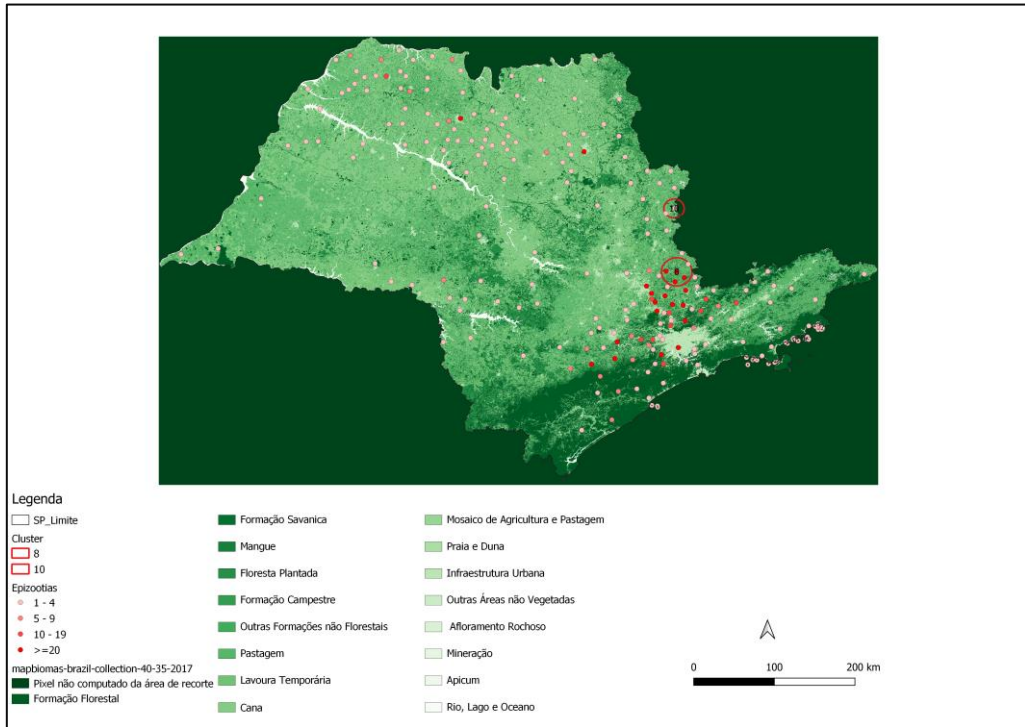 Legenda
SP_Limite
Cluster
8
10
Epizootias
1 - 4
5 - 9
10 - 19
>=20
mapbiomas-brazil-collection-40-35-2017
Pixel não computado da área de recorte
Formação Florestal
Formação Savanica
Mangue
Floresta Plantada
Formação Campestre
Outras Formações não Florestais
Pastagem
Lavoura Temporária
Cana
Mosaico de Agricultura e Pastagem
Praia e Duna
Infraestrutura Urbana
Outras Áreas não Vegetadas
Afloramento Rochoso
Mineração
Apicum
Rio, Lago e Oceano
0 100 200 km